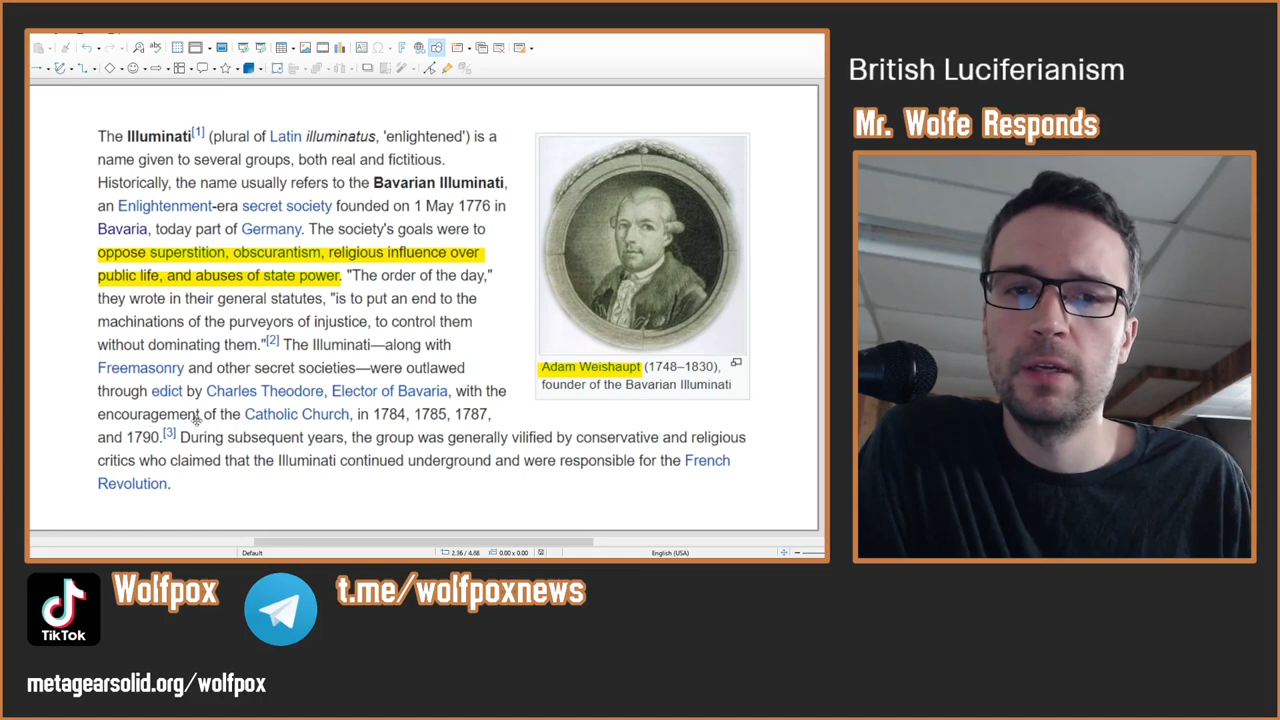 British Luciferianism
Mr. Wolfe Responds
The Illuminati[1] (plural of Latin illuminatus, 'enlightened') is a
name given to several groups, both real and fictitious.
Historically, the name usually refers to the Bavarian Illuminati,
an Enlightenment-era secret society founded on 1 May 1776 in
Bavaria, today part of Germany. The society's goals were to
oppose superstition, obscurantism, religious influence over
public life, and abuses of state power. "The order of the day,"
they wrote in their general statutes, "is to put an end to the
machinations of the purveyors of injustice, to control them
without dominating them."[2] The Illuminati—along with
Freemasonry and other secret societies—were outlawed
through edict by Charles Theodore, Elector of Bavaria, with the
encouragement of the Catholic Church, in 1784, 1785, 1787,
and 1790.[3] During subsequent years, the group was generally vilified by conservative and religious
critics who claimed that the Illuminati continued underground and were responsible for the French
Revolution.
Adam Weishaupt (1748–1830),
founder of the Bavarian Illuminati
Default
2.36 / 4.68
0.00 x 0.00
English (USA)
TikTok
Wolfpox
t.me/wolfpoxnews
metagearsolid.org/wolfpox